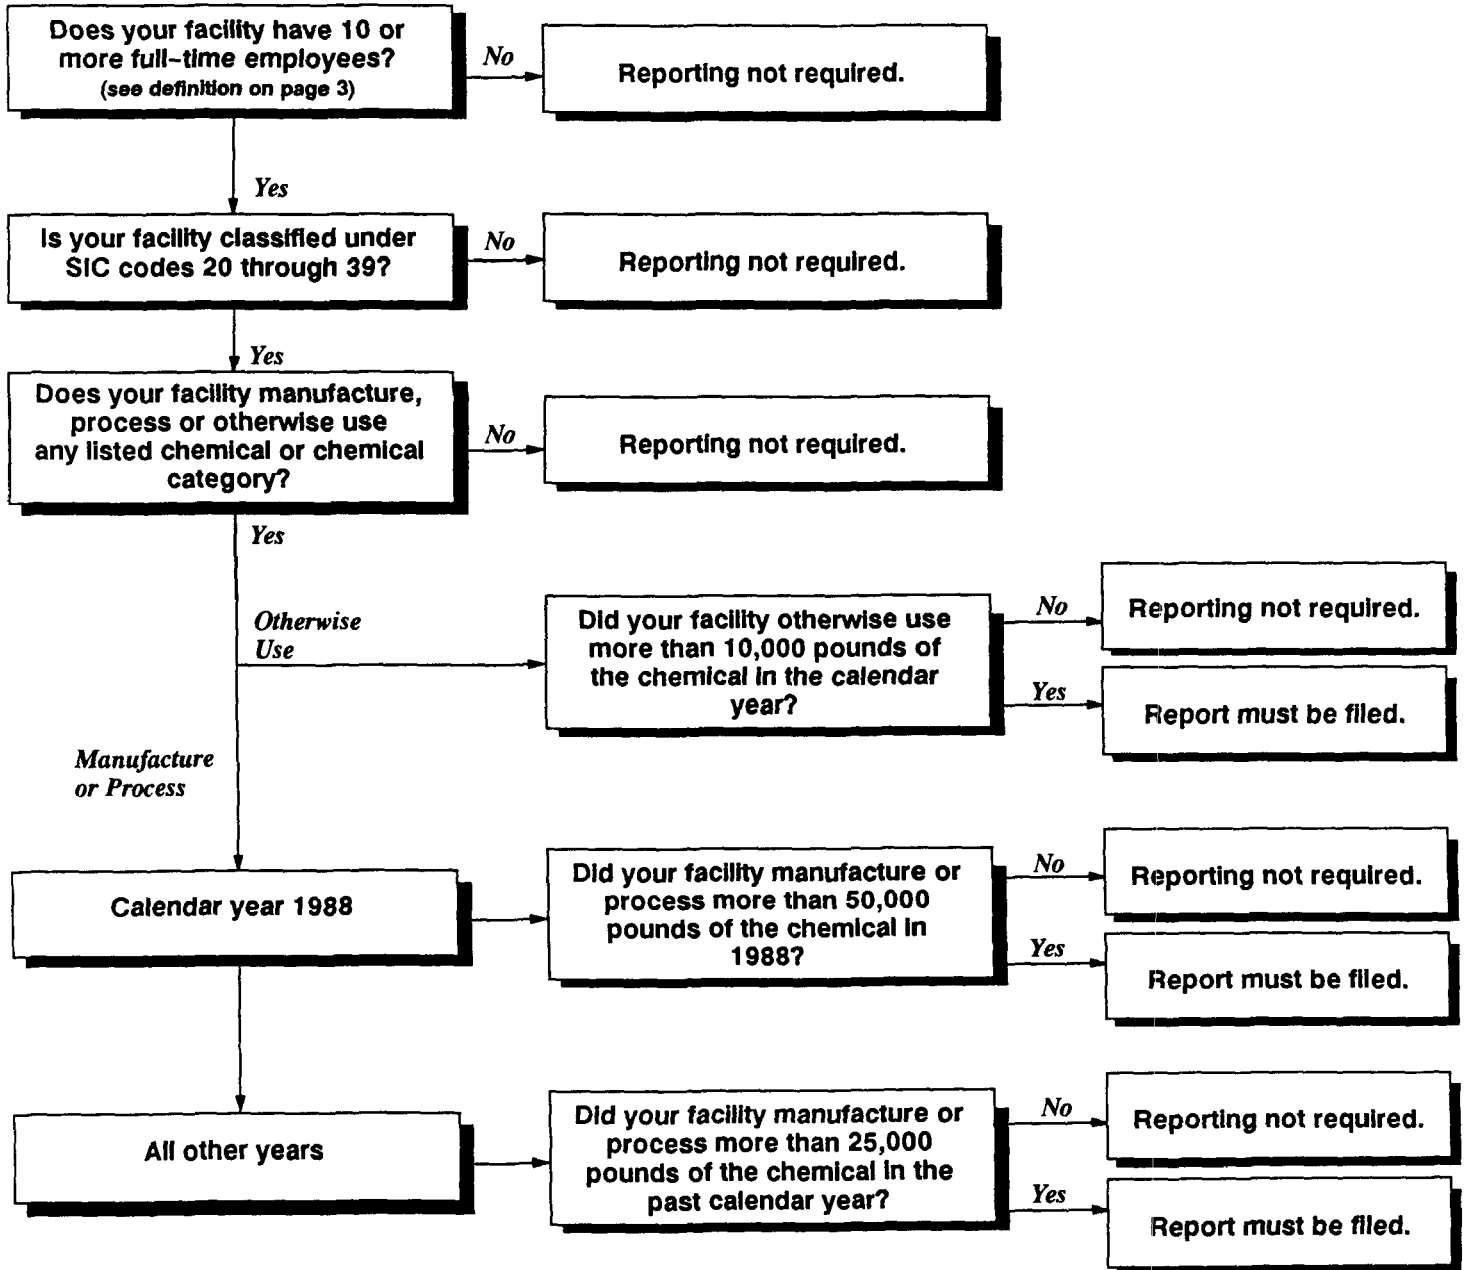 Does your facility have 10 or
more full-time employees?
(see definition on page 3)
No
Reporting not required.
Yes
Is your facility classified under
SIC codes 20 through 39?
No
Reporting not required.
Yes
Does your facility manufacture,
process or otherwise use
any listed chemical or chemical
category?
No
Reporting not required.
Yes
Otherwise
Use
Did your facility otherwise use
more than 10,000 pounds of
the chemical in the calendar
year?
No
Reporting not required.
Yes
Report must be filed.
Manufacture
or Process
Calendar year 1988
Did your facility manufacture or
process more than 50,000
pounds of the chemical in
1988?
No
Reporting not required.
Yes
Report must be filed.
All other years
Did your facility manufacture or
process more than 25,000
pounds of the chemical in the
past calendar year?
No
Reporting not required.
Yes
Report must be filed.